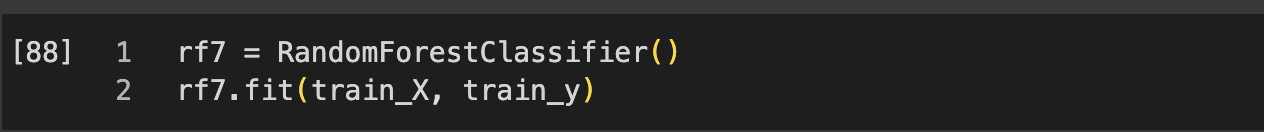 [88] 1 rf7 = RandomForestClassifier()
2 rf7.fit(train_X, train_y)